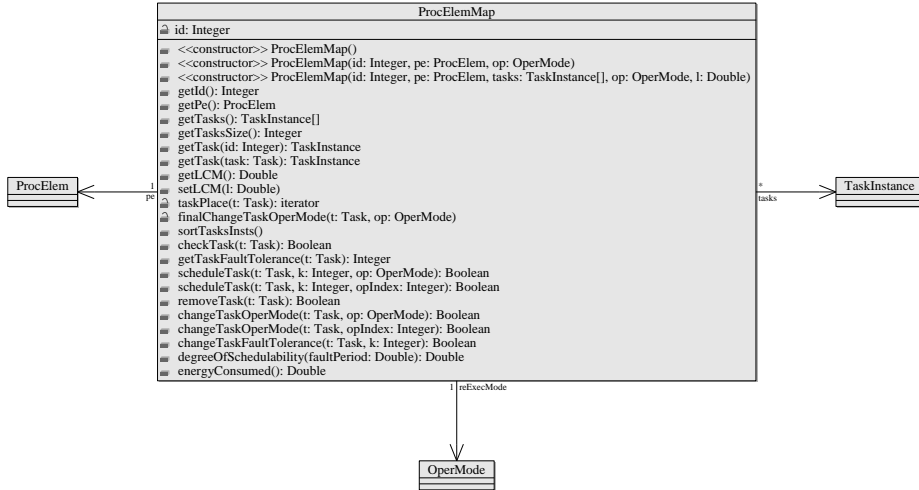 ProcElemMap
id: Integer
<<constructor>> ProcElemMap()
<<constructor>> ProcElemMap(id: Integer, pe: ProcElem, op: OperMode)
<<constructor>> ProcElemMap(id: Integer, pe: ProcElem, tasks: TaskInstance[], op: OperMode, l: Double)
getId(): Integer
getPe(): ProcElem
getTasks(): TaskInstance[]
getTasksSize(): Integer
getTask(id: Integer): TaskInstance
getTask(task: Task): TaskInstance
getLCM(): Double
setLCM(l: Double)
taskPlace(t: Task): iterator
finalChangeTaskOperMode(t: Task, op: OperMode)
sortTasksInsts()
checkTask(t: Task): Boolean
getTaskFaultTolerance(t: Task): Integer
scheduleTask(t: Task, k: Integer, op: OperMode): Boolean
scheduleTask(t: Task, k: Integer, opIndex: Integer): Boolean
removeTask(t: Task): Boolean
changeTaskOperMode(t: Task, op: OperMode): Boolean
changeTaskOperMode(t: Task, opIndex: Integer): Boolean
changeTaskFaultTolerance(t: Task, k: Integer): Boolean
degreeOfSchedulability(faultPeriod: Double): Double
energyConsumed(): Double
ProcElem
1
pe
*
tasks
TaskInstance
1 reExecMode
OperMode